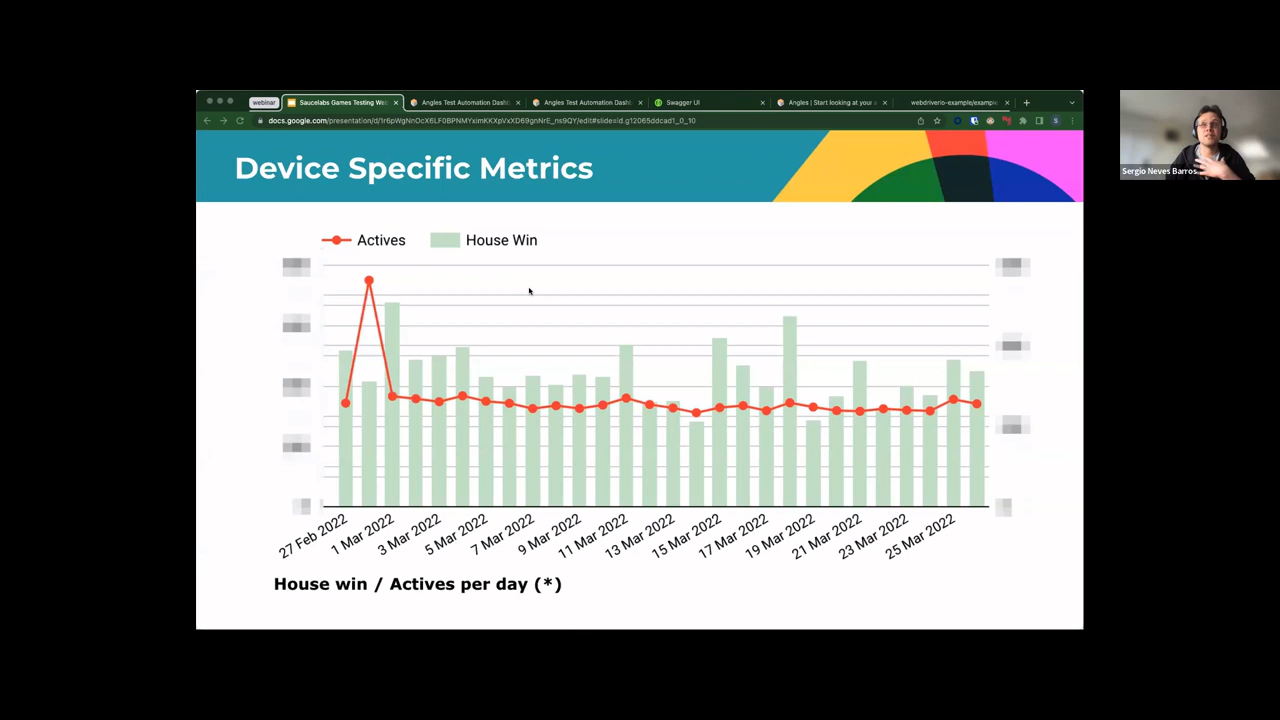 webinar
Saucelabs Games Testing We
Angles Test Automation Dashb
Angles Test Automation Dashb
Swagger UI
Angles | Start looking at your a
webdriverio-example/example
docs.google.com/presentation/d/1r6pWgNnOcX6LF0BPNMYximKKXpVxXD69gnNrE_ns9QY/edit#slide=id.g12065ddcad1_0_10
Device Specific Metrics
Sergio Neves Barros
Actives
House Win
27 Feb 2022
1 Mar 2022
3 Mar 2022
5 Mar 2022
7 Mar 2022
9 Mar 2022
11 Mar 2022
13 Mar 2022
15 Mar 2022
17 Mar 2022
19 Mar 2022
21 Mar 2022
23 Mar 2022
25 Mar 2022
House win / Actives per day (*)